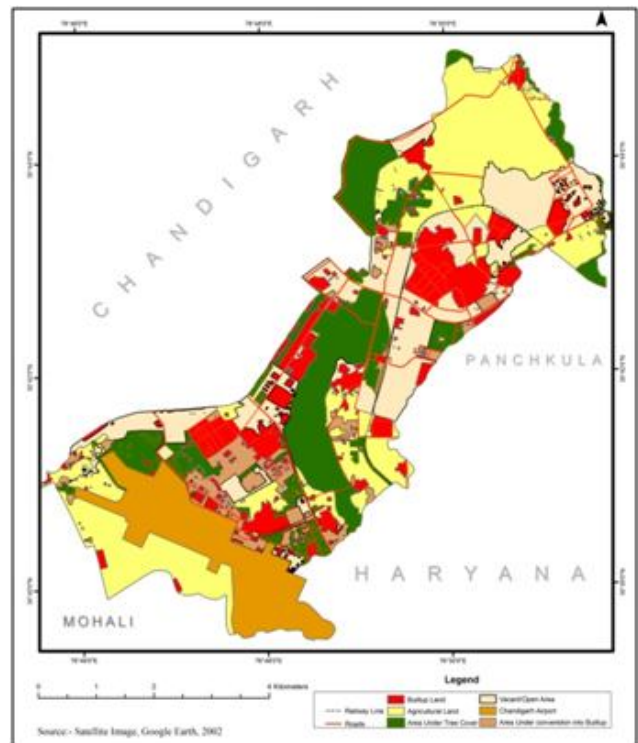 CHANDIGARH
PANCHKULA
HARYANA
MOHALI
Legend
Railway Line
Roads
Builtup Land
Agricultural Land
Area Under Tree Cover
Vacant/Open Area
Chandigarh Airport
Area Under conversion into Builtup
0 1 2 4 Kilometers
Source:- Satellite Image, Google Earth, 2002